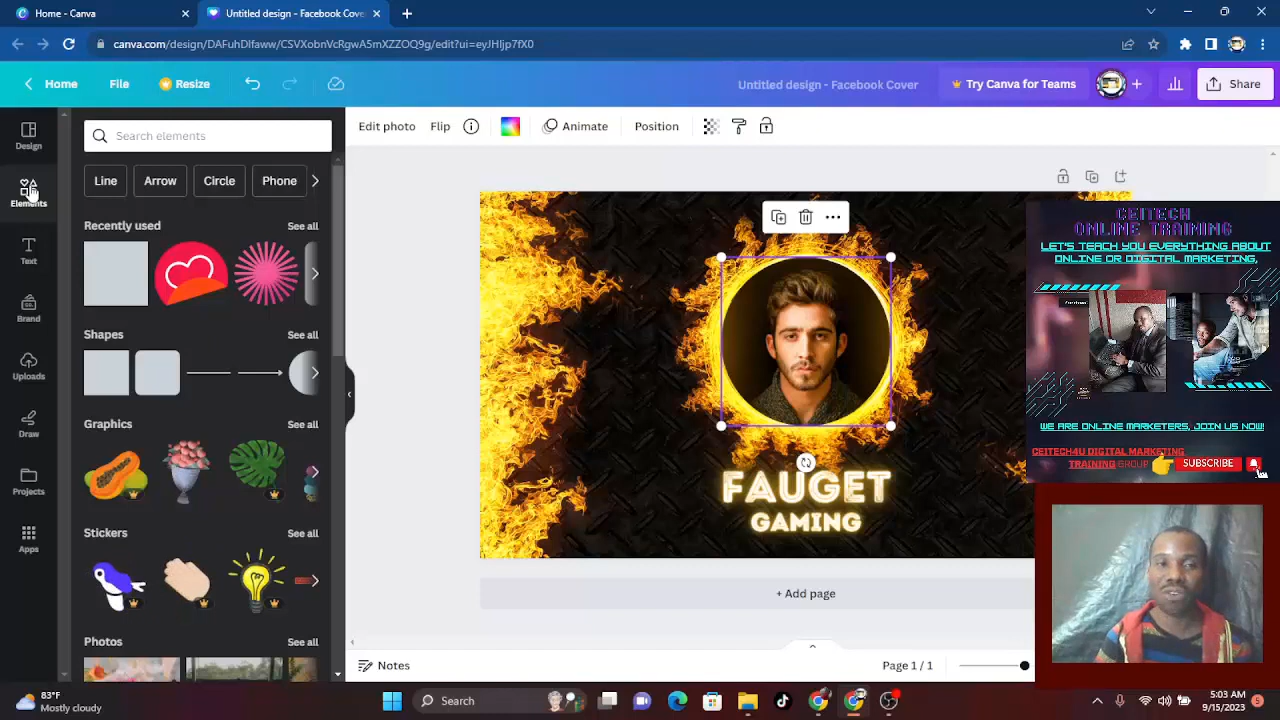 Home - Canva
Untitled design - Facebook Cover
canva.com/design/DAFuhDlfaww/CSVXobnVcRgwA5mXZZOQ9g/edit?ui=eyJHIjp7fX0
Home
File
Resize
Untitled design - Facebook Cover
Try Canva for Teams
Share
Design
Elements
Text
Brand
Uploads
Draw
Projects
Apps
Search elements
Line
Arrow
Circle
Phone
Recently used
See all
Shapes
See all
Graphics
See all
Stickers
See all
Photos
See all
Edit photo
Flip
Animate
Position
FAUGET
GAMING
+ Add page
Notes
Page 1 / 1
CEITECH
ONLINE TRAINING
LET'S TEACH YOU EVERYTHING ABOUT
ONLINE OR DIGITAL MARKETING,
WE ARE ONLINE MARKETERS, JOIN US NOW!
CEITECH4U DIGITAL MARKETING
TRAINING GROUP
SUBSCRIBE
83°F
Mostly cloudy
Search
5:03 AM
9/15/2023
5